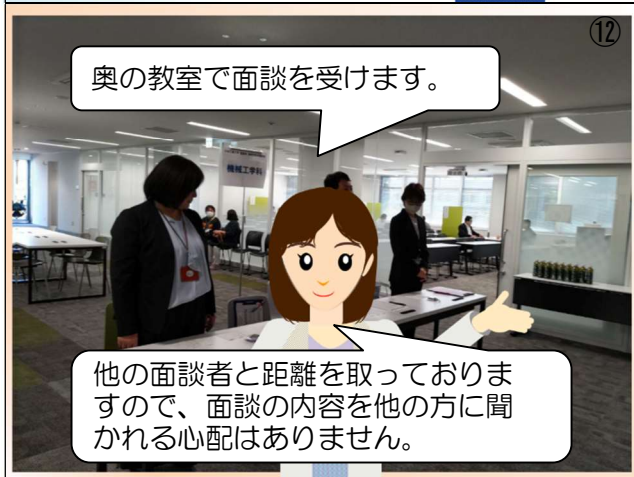 ⑫
奥の教室で面談を受けます。
機械工学科
他の面談者と距離を取っておりま
すので、面談の内容を他の方に聞
かれる心配はありません。